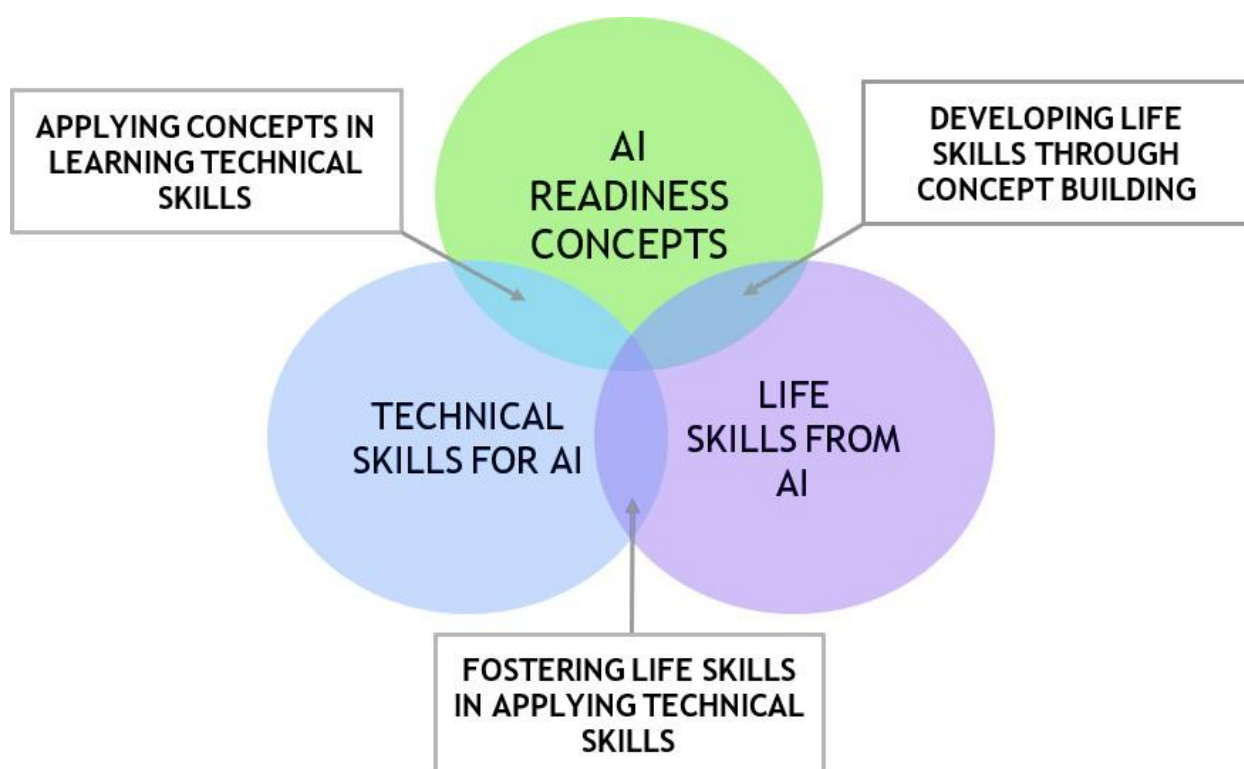 APPLYING CONCEPTS IN
LEARNING TECHNICAL
SKILLS
AI
READINESS
CONCEPTS
DEVELOPING LIFE
SKILLS THROUGH
CONCEPT BUILDING
TECHNICAL
SKILLS FOR AI
LIFE
SKILLS FROM
AI
FOSTERING LIFE SKILLS
IN APPLYING TECHNICAL
SKILLS